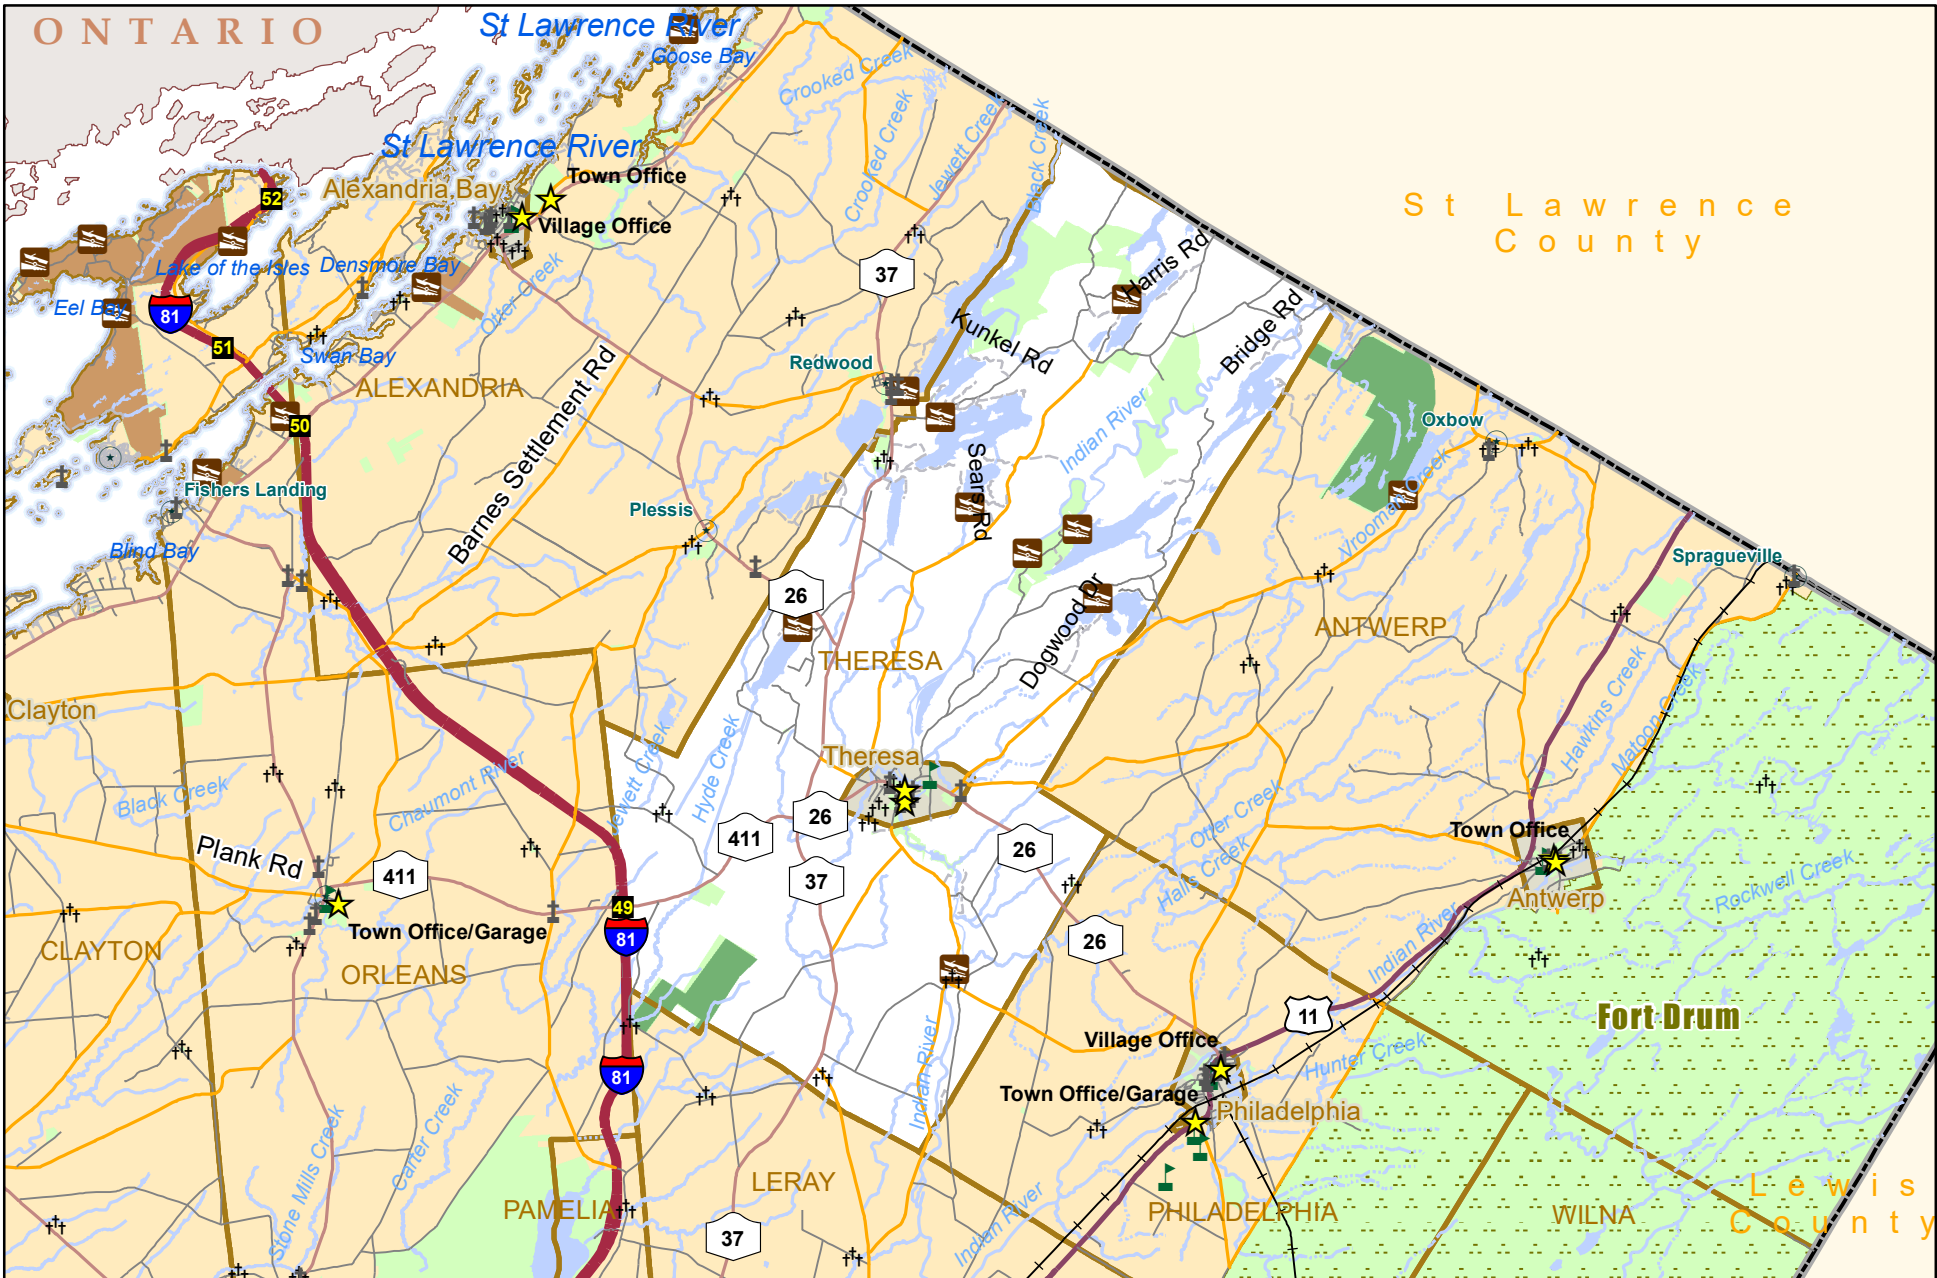 ONTARIO
St Lawrence River
Goose Bay
Crooked Creek
St Lawrence River
Town Office
Alexandria Bay
Village Office
Crooked Creek
Jewett Creek
Black Creek
52
St Lawrence
County
Lake of the Isles
Densmore Bay
Otter Creek
Harris Rd
37
Eel Bay
81
51
Swan Bay
Kunkel Rd
Bridge Rd
Redwood
ALEXANDRIA
Barnes Settlement Rd
50
Indian River
Oxbow
Sears Rd
Fishers Landing
Plessis
Vrooman Creek
Blind Bay
Spragueville
26
Dogwood Dr
ANTWERP
THERESA
Clayton
Hawkins Creek
Matoon Creek
Jewett Creek
Hyde Creek
Theresa
Black Creek
Chaumont River
26
411
Otter Creek
Halls Creek
Town Office
Plank Rd
411
26
37
Antwerp
Rockwell Creek
49
Town Office/Garage
81
26
Indian River
CLAYTON
ORLEANS
11
Fort Drum
Village Office
Hunter Creek
81
Indian River
Town Office/Garage
Philadelphia
Carter Creek
Stone Mills Creek
LERAY
PAMELIA
37
Indian River
PHILADELPHIA
WILNA
Lewis
County